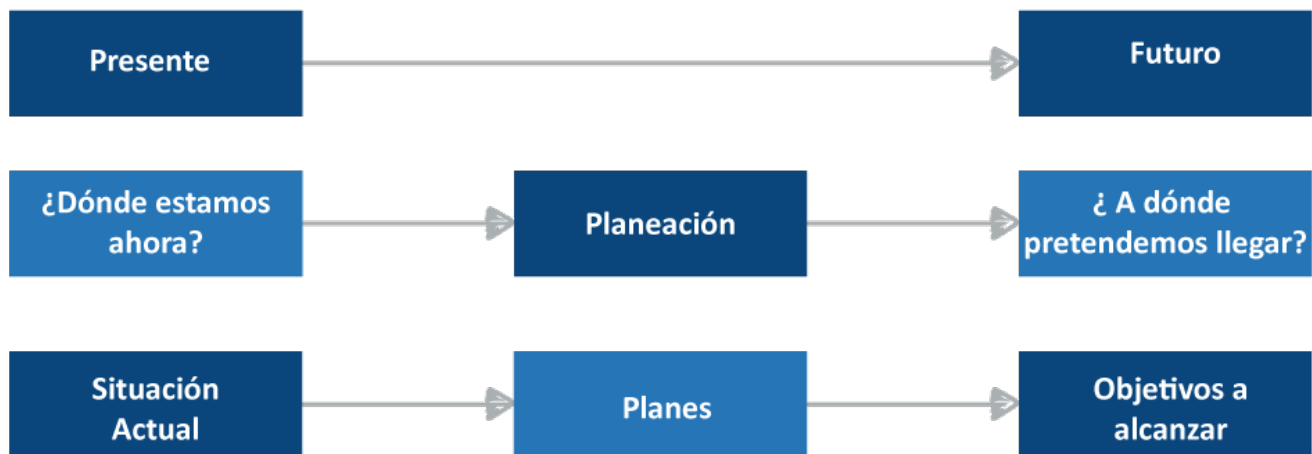 Presente
Futuro
¿Dónde estamos
ahora?
Planeación
¿ A dónde
pretendemos llegar?
Situación
Actual
Planes
Objetivos a
alcanzar